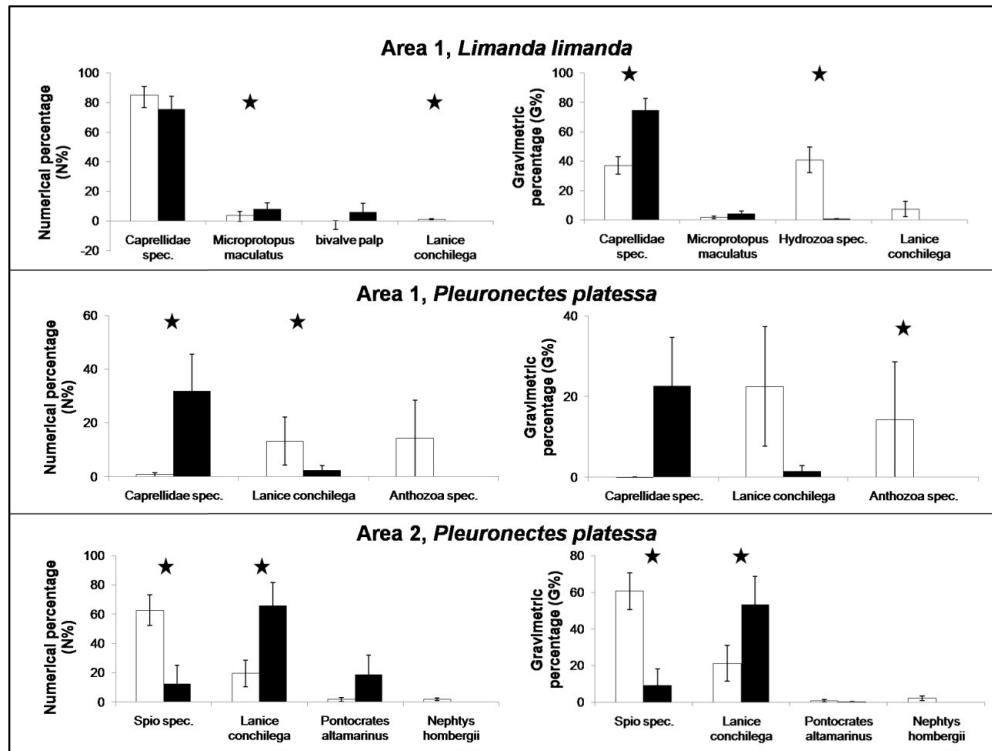 Area 1, Limanda limanda
Numerical percentage
(N%)
100
80
60
40
20
0
-20
Caprellidae
spec.
Microprotopus
maculatus
bivalve palp
Lanice
conchilega
Gravimetric
percentage (G%)
100
80
60
40
20
0
Caprellidae
spec.
Microprotopus
maculatus
Hydrozoa spec.
Lanice
conchilega
Area 1, Pleuronectes platessa
Numerical percentage
(N%)
60
40
20
0
Caprellidae spec.
Lanice conchilega
Anthozoa spec.
Gravimetric
percentage (G%)
40
20
0
Caprellidae spec.
Lanice conchilega
Anthozoa spec.
Area 2, Pleuronectes platessa
Numerical percentage
(N%)
100
80
60
40
20
0
Spio spec.
Lanice
conchilega
Pontocrates
altamarinus
Nephtys
hombergii
Gravimetric
percentage (G%)
80
60
40
20
0
Spio spec.
Lanice
conchilega
Pontocrates
altamarinus
Nephtys
hombergii